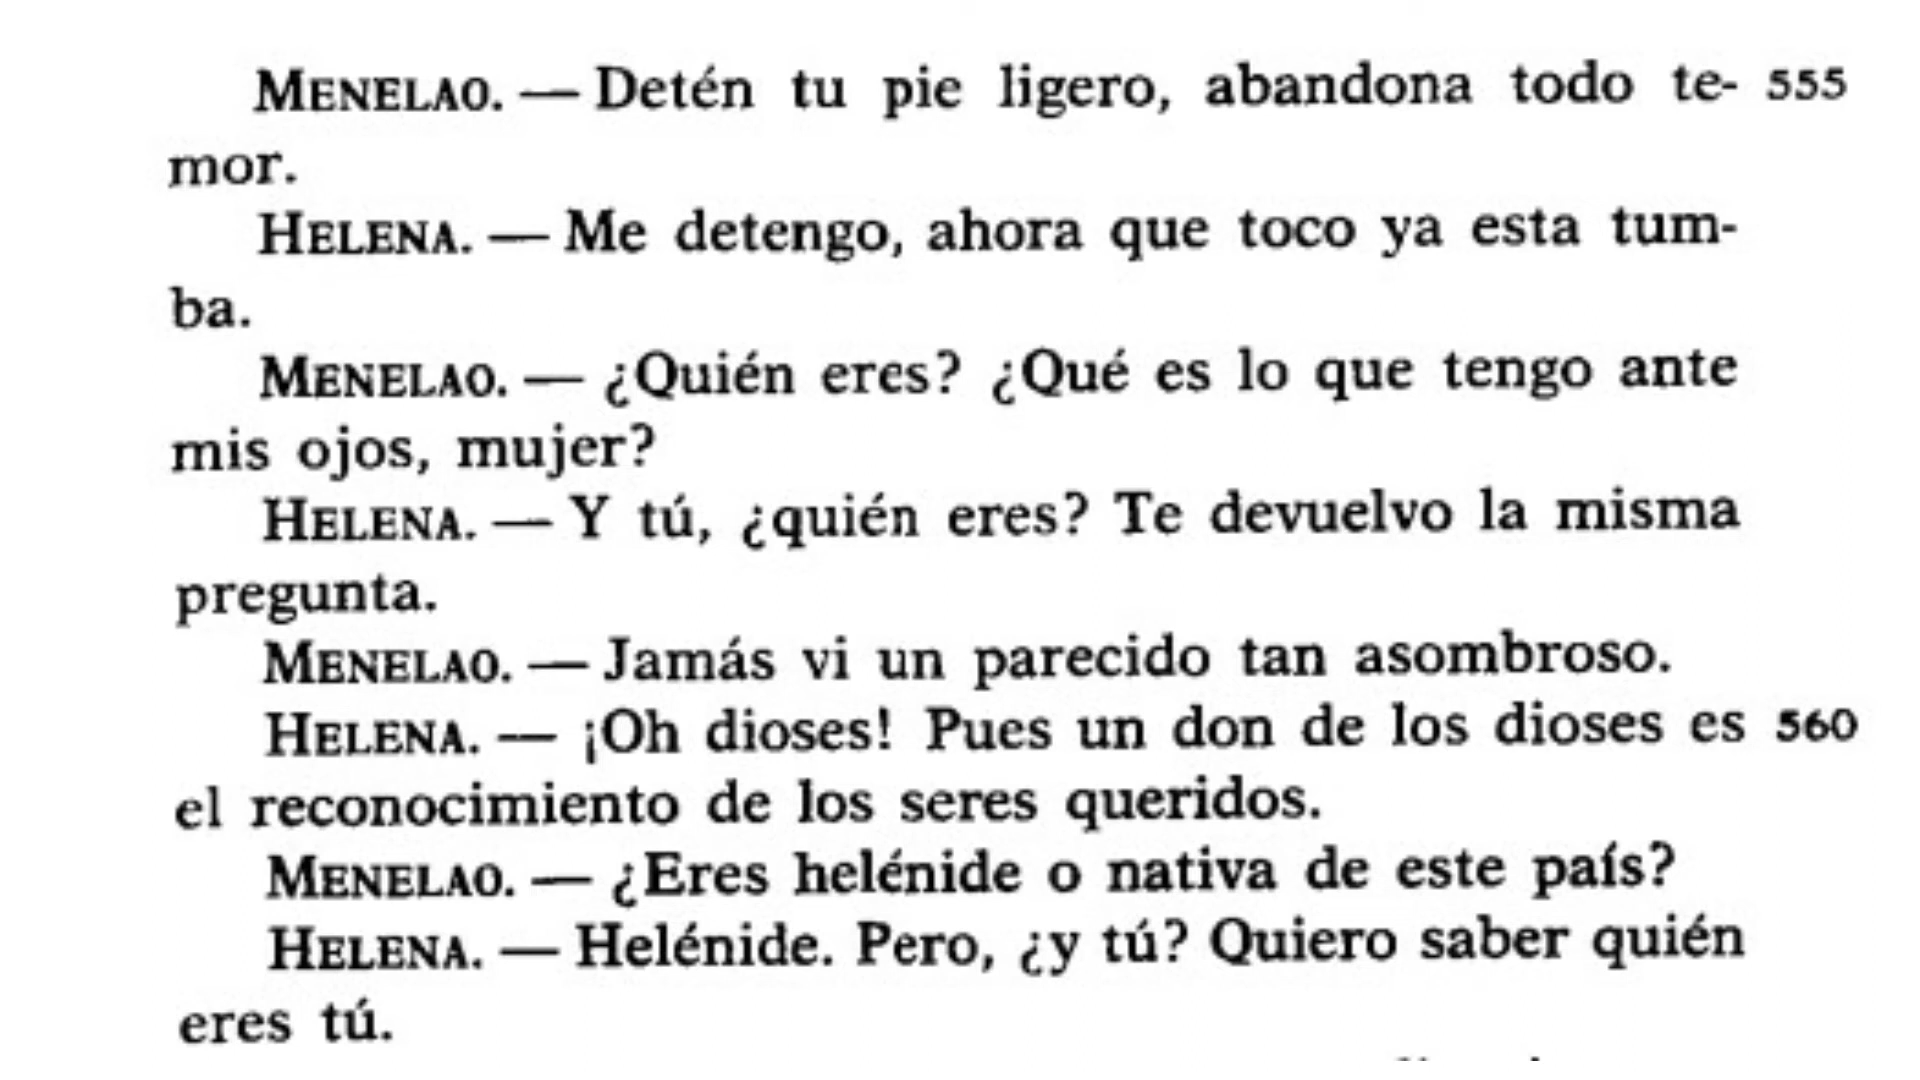 MENELAO. — Detén tu pie ligero, abandona todo te- 555
mor.
HELENA. — Me detengo, ahora que toco ya esta tum-
ba.
MENELAO. — ¿Quién eres? ¿Qué es lo que tengo ante
mis ojos, mujer?
HELENA. — Y tú, ¿quién eres? Te devuelvo la misma
pregunta.
MENELAO. — Jamás vi un parecido tan asombroso.
HELENA. — ¡Oh dioses! Pues un don de los dioses es 560
el reconocimiento de los seres queridos.
MENELAO. — ¿Eres helénide o nativa de este país?
HELENA. — Helénide. Pero, ¿y tú? Quiero saber quién
eres tú.